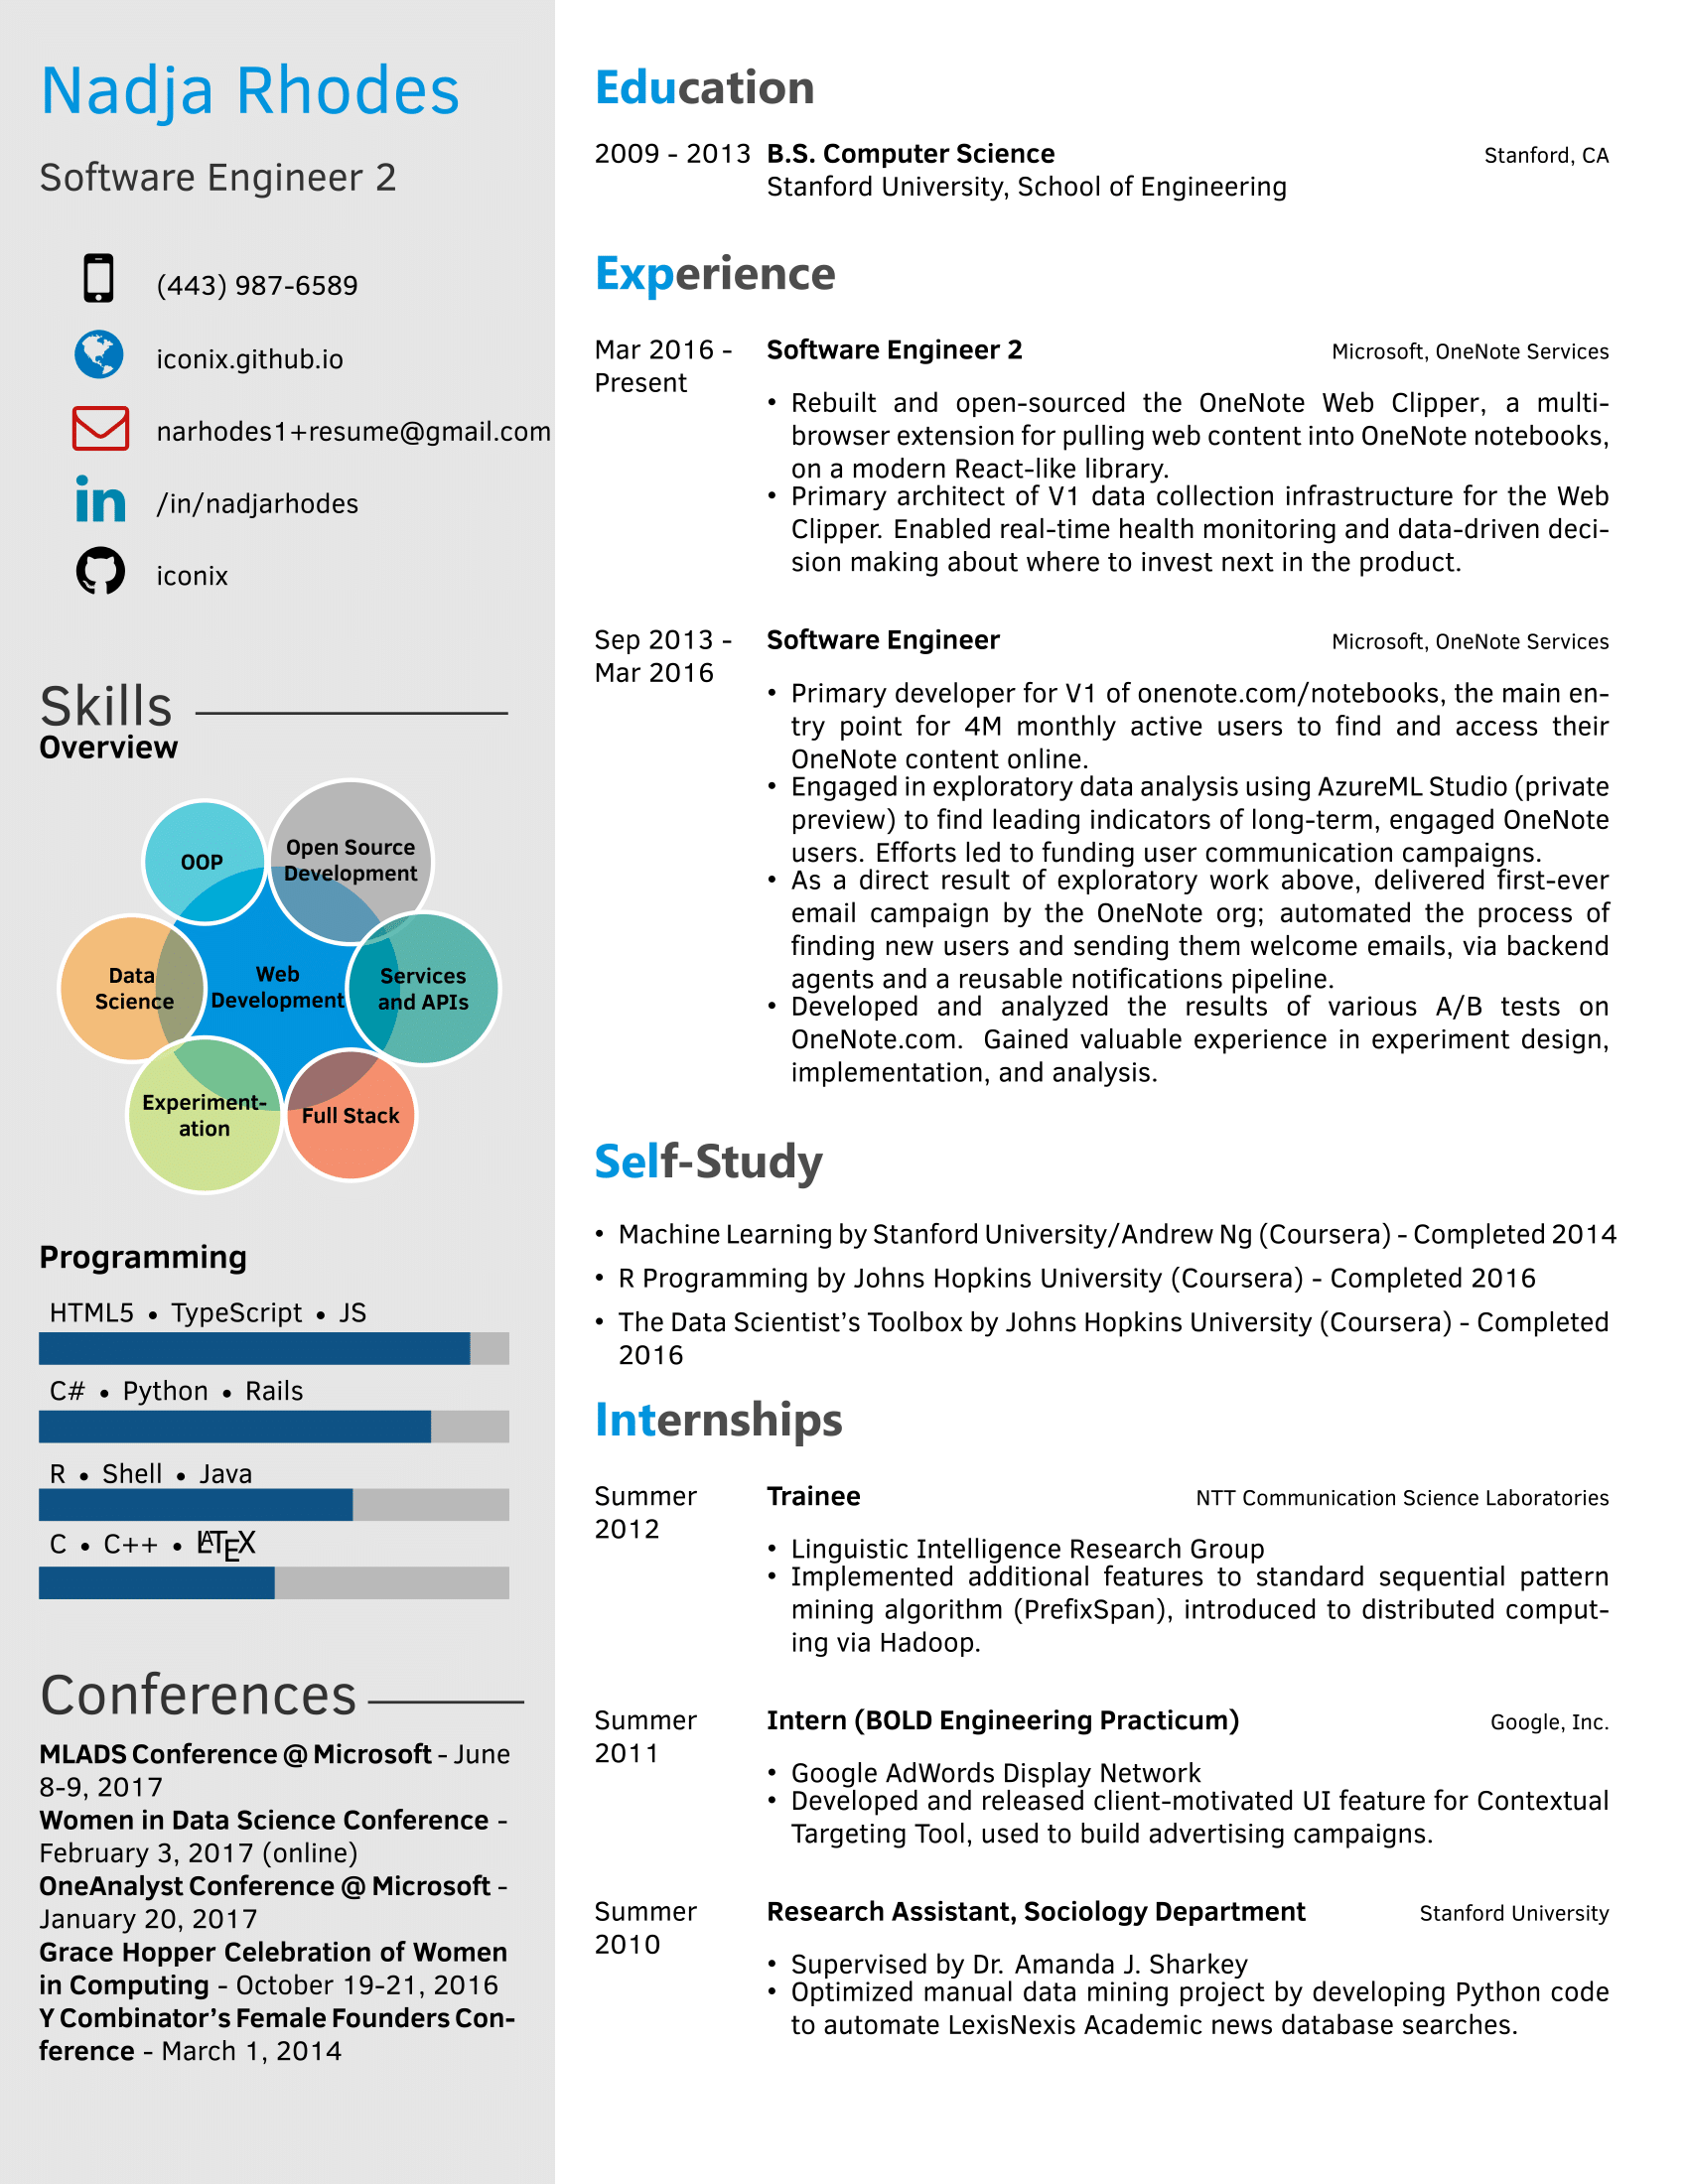 Nadja Rhodes
Software Engineer 2
(443) 987-6589
iconix.github.io
narhodes1+resume@gmail.com
/in/nadjarhodes
iconix
Skills
Overview
OOP
Open Source
Development
Data
Science
Web
Development
Services
and APIs
Experiment-
ation
Full Stack
Programming
HTML5 • TypeScript • JS
C# • Python • Rails
R • Shell • Java
C • C++ • LATEX
Conferences
MLADS Conference @ Microsoft - June
8-9, 2017
Women in Data Science Conference -
February 3, 2017 (online)
OneAnalyst Conference @ Microsoft -
January 20, 2017
Grace Hopper Celebration of Women
in Computing - October 19-21, 2016
Y Combinator's Female Founders Con-
ference - March 1, 2014
Education
2009 - 2013 B.S. Computer Science Stanford, CA
Stanford University, School of Engineering
Experience
Mar 2016 - Software Engineer 2 Microsoft, OneNote Services
Present
• Rebuilt and open-sourced the OneNote Web Clipper, a multi-
browser extension for pulling web content into OneNote notebooks,
on a modern React-like library.
• Primary architect of V1 data collection infrastructure for the Web
Clipper. Enabled real-time health monitoring and data-driven deci-
sion making about where to invest next in the product.
Sep 2013 - Software Engineer Microsoft, OneNote Services
Mar 2016
• Primary developer for V1 of onenote.com/notebooks, the main en-
try point for 4M monthly active users to find and access their
OneNote content online.
• Engaged in exploratory data analysis using AzureML Studio (private
preview) to find leading indicators of long-term, engaged OneNote
users. Efforts led to funding user communication campaigns.
• As a direct result of exploratory work above, delivered first-ever
email campaign by the OneNote org; automated the process of
finding new users and sending them welcome emails, via backend
agents and a reusable notifications pipeline.
• Developed and analyzed the results of various A/B tests on
OneNote.com. Gained valuable experience in experiment design,
implementation, and analysis.
Self-Study
• Machine Learning by Stanford University/Andrew Ng (Coursera) - Completed 2014
• R Programming by Johns Hopkins University (Coursera) - Completed 2016
• The Data Scientist's Toolbox by Johns Hopkins University (Coursera) - Completed
2016
Internships
Summer Trainee NTT Communication Science Laboratories
2012
• Linguistic Intelligence Research Group
• Implemented additional features to standard sequential pattern
mining algorithm (PrefixSpan), introduced to distributed comput-
ing via Hadoop.
Summer Intern (BOLD Engineering Practicum) Google, Inc.
2011
• Google AdWords Display Network
• Developed and released client-motivated UI feature for Contextual
Targeting Tool, used to build advertising campaigns.
Summer Research Assistant, Sociology Department Stanford University
2010
• Supervised by Dr. Amanda J. Sharkey
• Optimized manual data mining project by developing Python code
to automate LexisNexis Academic news database searches.